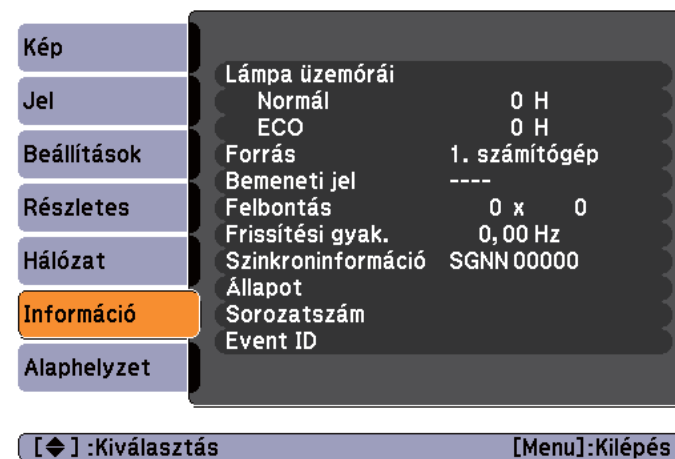 Kép
Jel
Beállítások
Részletes
Hálózat
Információ
Alaphelyzet
Lámpa üzemórái
Normál 0 H
ECO 0 H
Forrás 1. számítógép
Bemeneti jel ----
Felbontás 0 x 0
Frissítési gyak. 0,00 Hz
Szinkroninformáció SGNN 00000
Állapot
Sorozatszám
Event ID
[◆] :Kiválasztás [Menu]:Kilépés